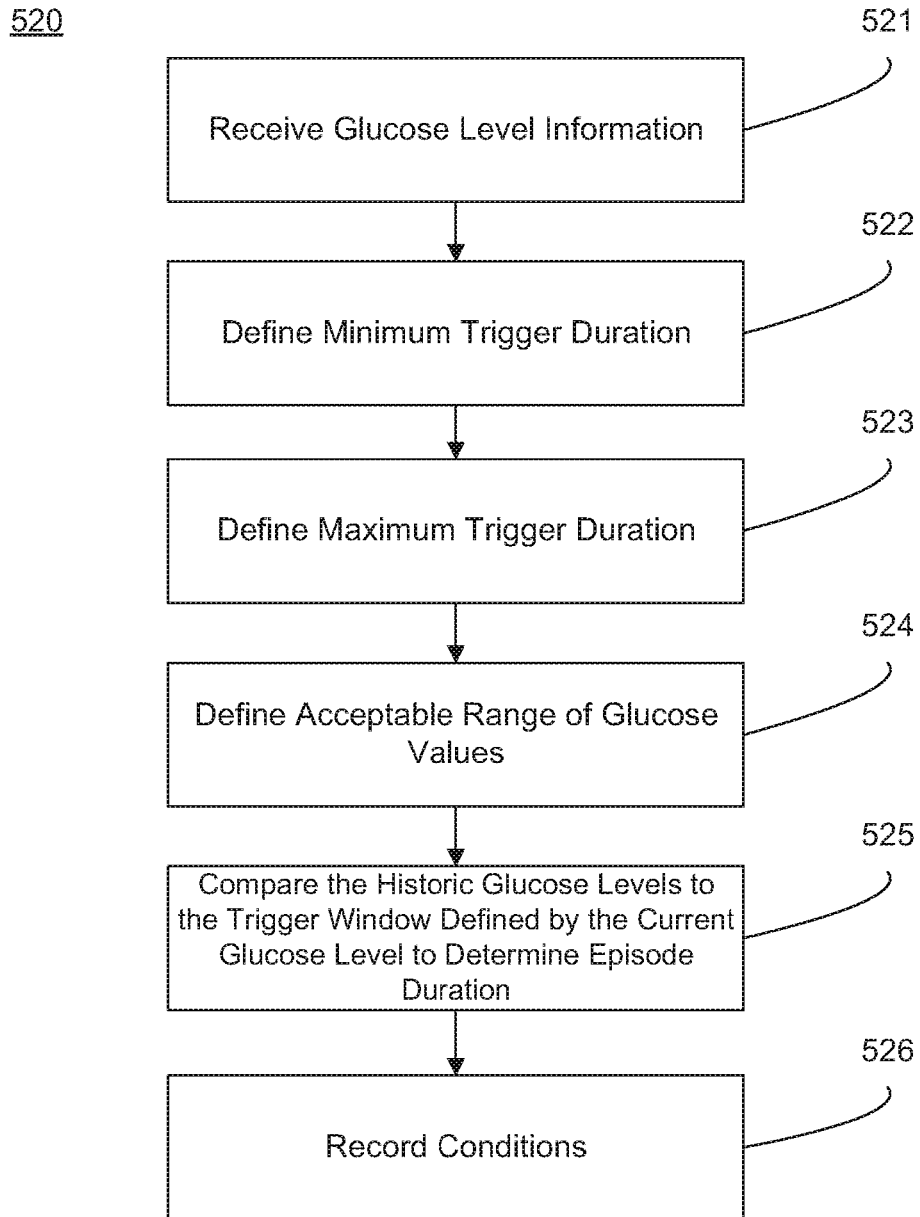 520
521
Receive Glucose Level Information
522
Define Minimum Trigger Duration
523
Define Maximum Trigger Duration
524
Define Acceptable Range of Glucose
Values
525
Compare the Historic Glucose Levels to
the Trigger Window Defined by the Current
Glucose Level to Determine Episode
Duration
526
Record Conditions